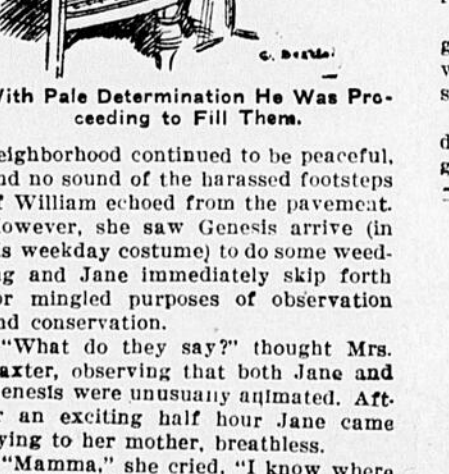 With Pale Determination He Was Pro-
ceeding to Fill Them.
eighborhood continued to be peaceful,
nd no sound of the harassed footsteps
f William echoed from the pavement.
owever, she saw Genesis arrive (in
s weekday costume) to do some weed-
g and Jane immediately skip forth
or mingled purposes of observation
nd conservation.
"What do they say?" thought Mrs.
axter, observing that both Jane and
enesis were unusually animated. Aft-
r an exciting half hour Jane came
ying to her mother, breathless.
"Mamma," she cried, "I know where